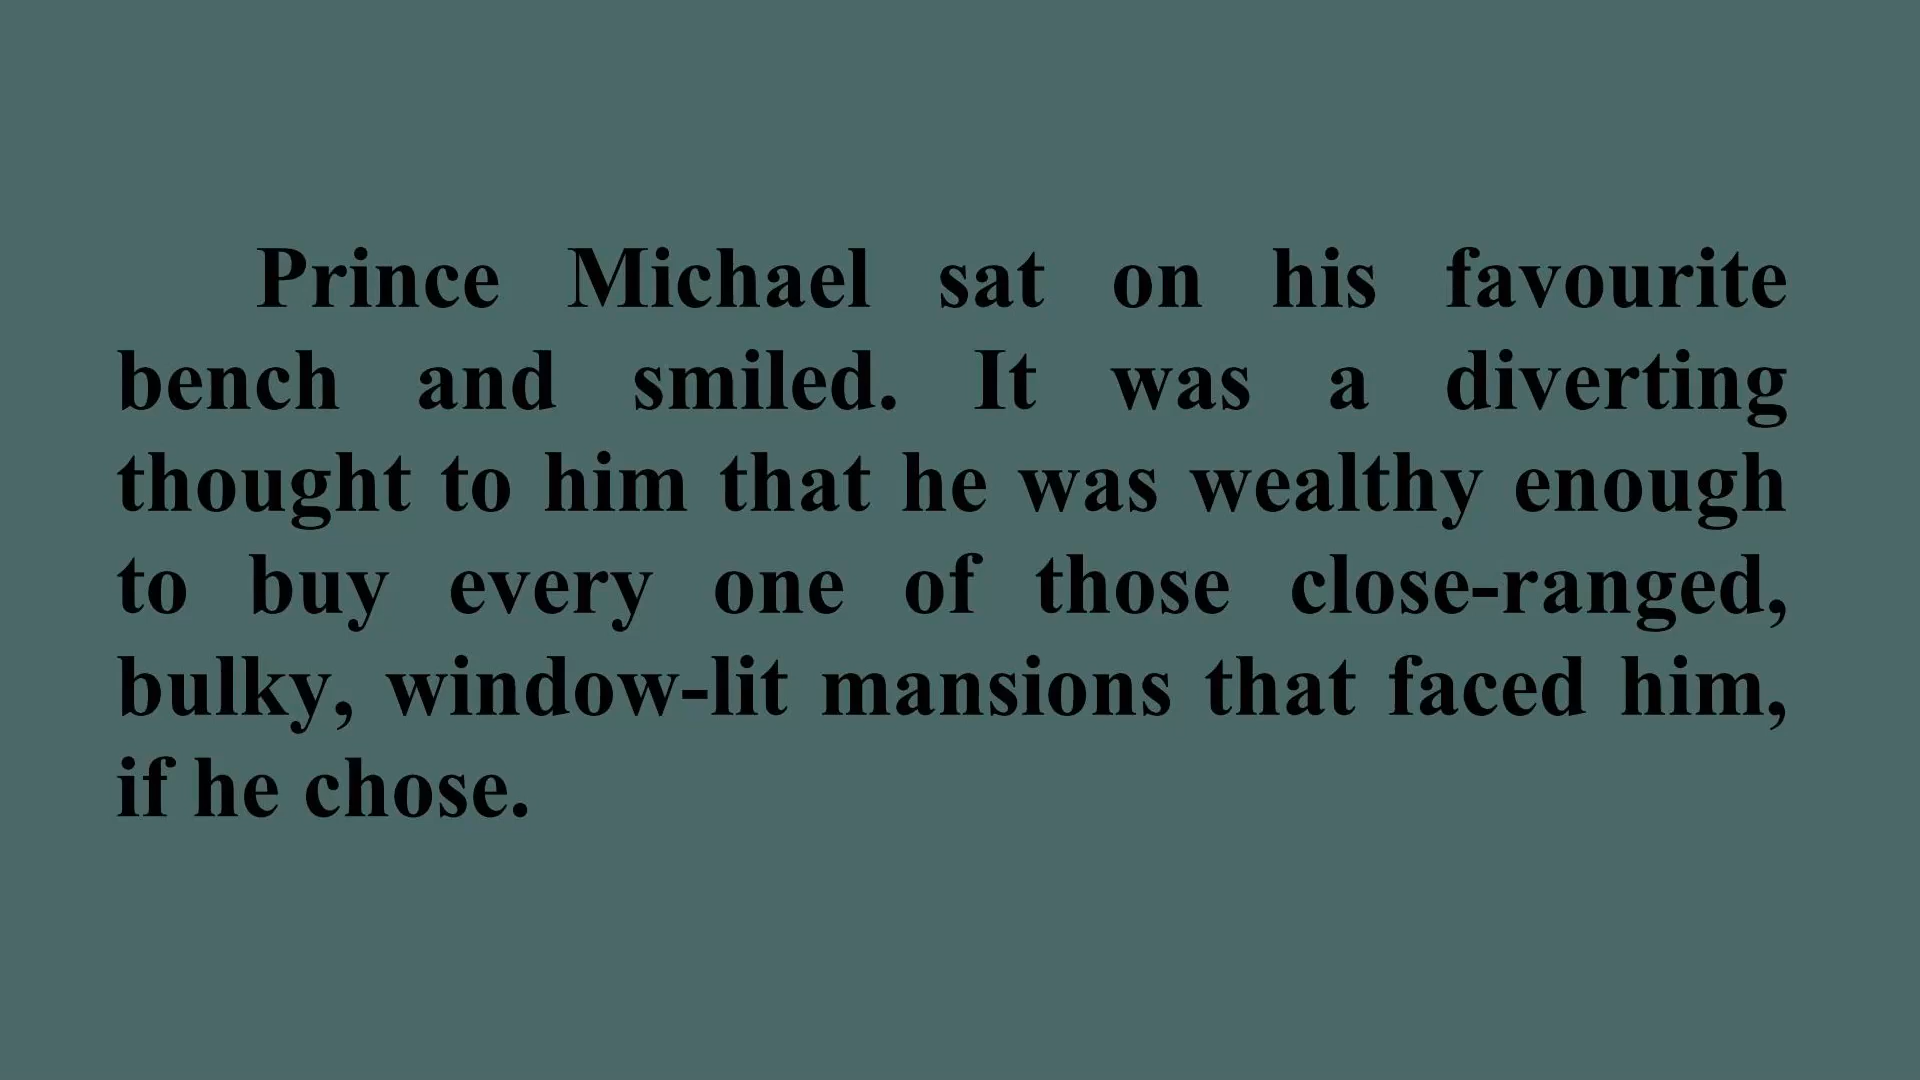 Prince Michael sat on his favourite
bench and smiled. It was a diverting
thought to him that he was wealthy enough
to buy every one of those close-ranged,
bulky, window-lit mansions that faced him,
if he chose.